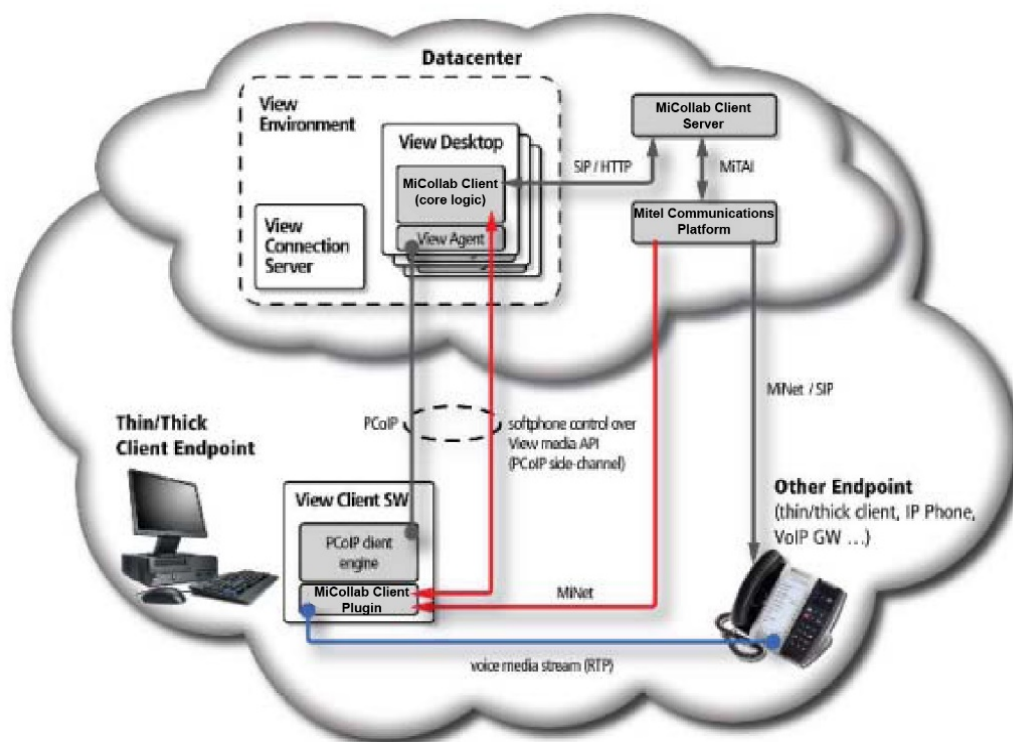 Datacenter
View
Environment
View Desktop
MiCollab Client
(core logic)
View Agent
View
Connection
Server
SIP / HTTP
MiCollab Client
Server
MiTAI
Mitel Communications
Platform
MiNet / SIP
PCoIP
softphone control over
View media API
(PCoIP side-channel)
Thin/Thick
Client Endpoint
View Client SW
PCoIP client
engine
MiCollab Client
Plugin
MiNet
Other Endpoint
(thin/thick client, IP Phone,
VoIP GW ...)
voice media stream (RTP)